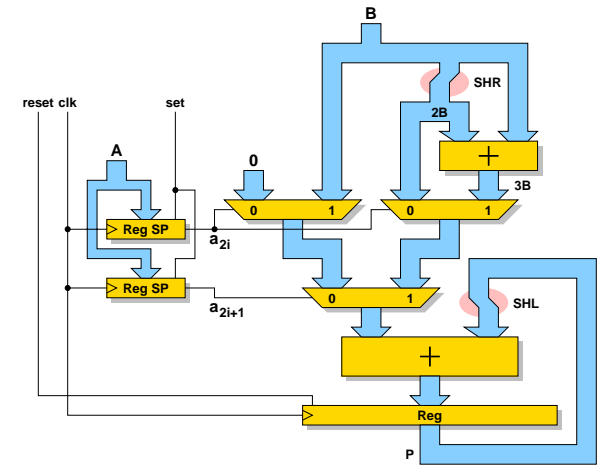 B
SHR
reset clk
set
2B
A
0
+
3B
0
1
0
1
Reg SP
a2i
Reg SP
0
1
a2i+1
SHL
+
Reg
P